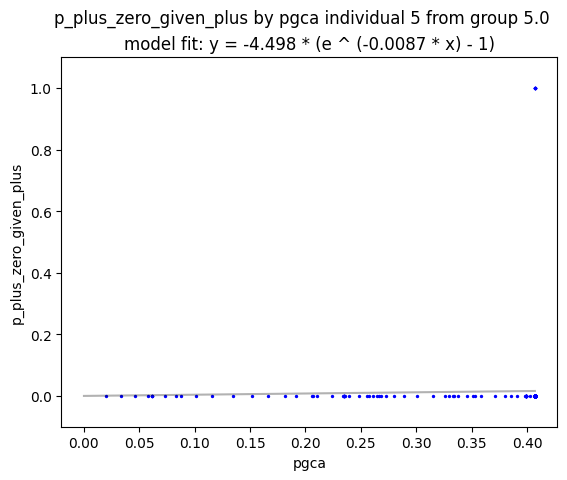 p_plus_zero_given_plus by pgca individual 5 from group 5.0
model fit: y = -4.498 * (e ^ (-0.0087 * x) - 1)
1.0
0.8
0.6
0.4
0.2
0.0
p_plus_zero_given_plus
0.00 0.05 0.10 0.15 0.20 0.25 0.30 0.35 0.40
pgca